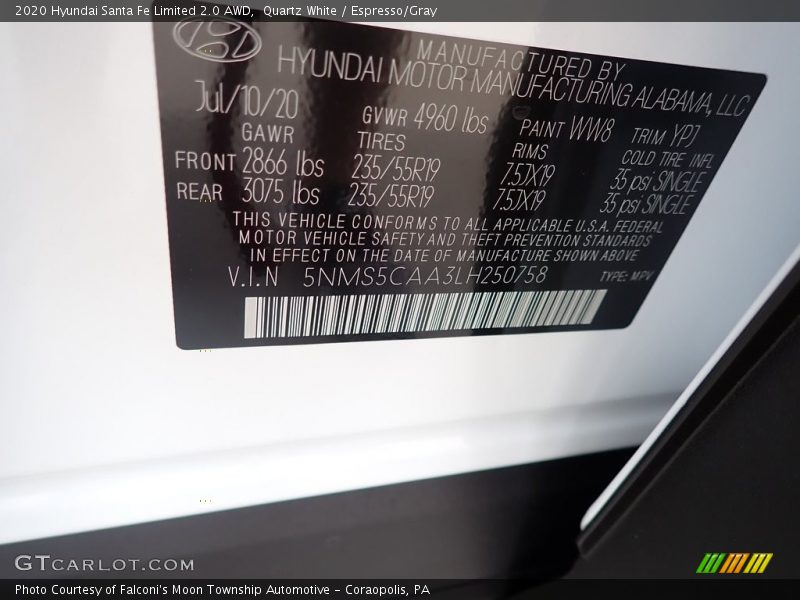 2020 Hyundai Santa Fe Limited 2.0 AWD, Quartz White / Espresso/Gray
MANUFACTURED BY
HYUNDAI MOTOR MANUFACTURING ALABAMA, LLC
Jul/10/20 GVWR 4960 lbs PAINT WW8 TRIM YPJ
GAWR TIRES RIMS COLD TIRE INFL
FRONT 2866 lbs 235/55R19 7.5JX19 35 psi SINGLE
REAR 3075 lbs 235/55R19 7.5JX19 35 psi SINGLE
THIS VEHICLE CONFORMS TO ALL APPLICABLE U.S.A. FEDERAL
MOTOR VEHICLE SAFETY AND THEFT PREVENTION STANDARDS
IN EFFECT ON THE DATE OF MANUFACTURE SHOWN ABOVE
V.I.N 5NMS5CAA3LH250758 TYPE: MPV
GTCARLOT.COM
Photo Courtesy of Falconi's Moon Township Automotive - Coraopolis, PA